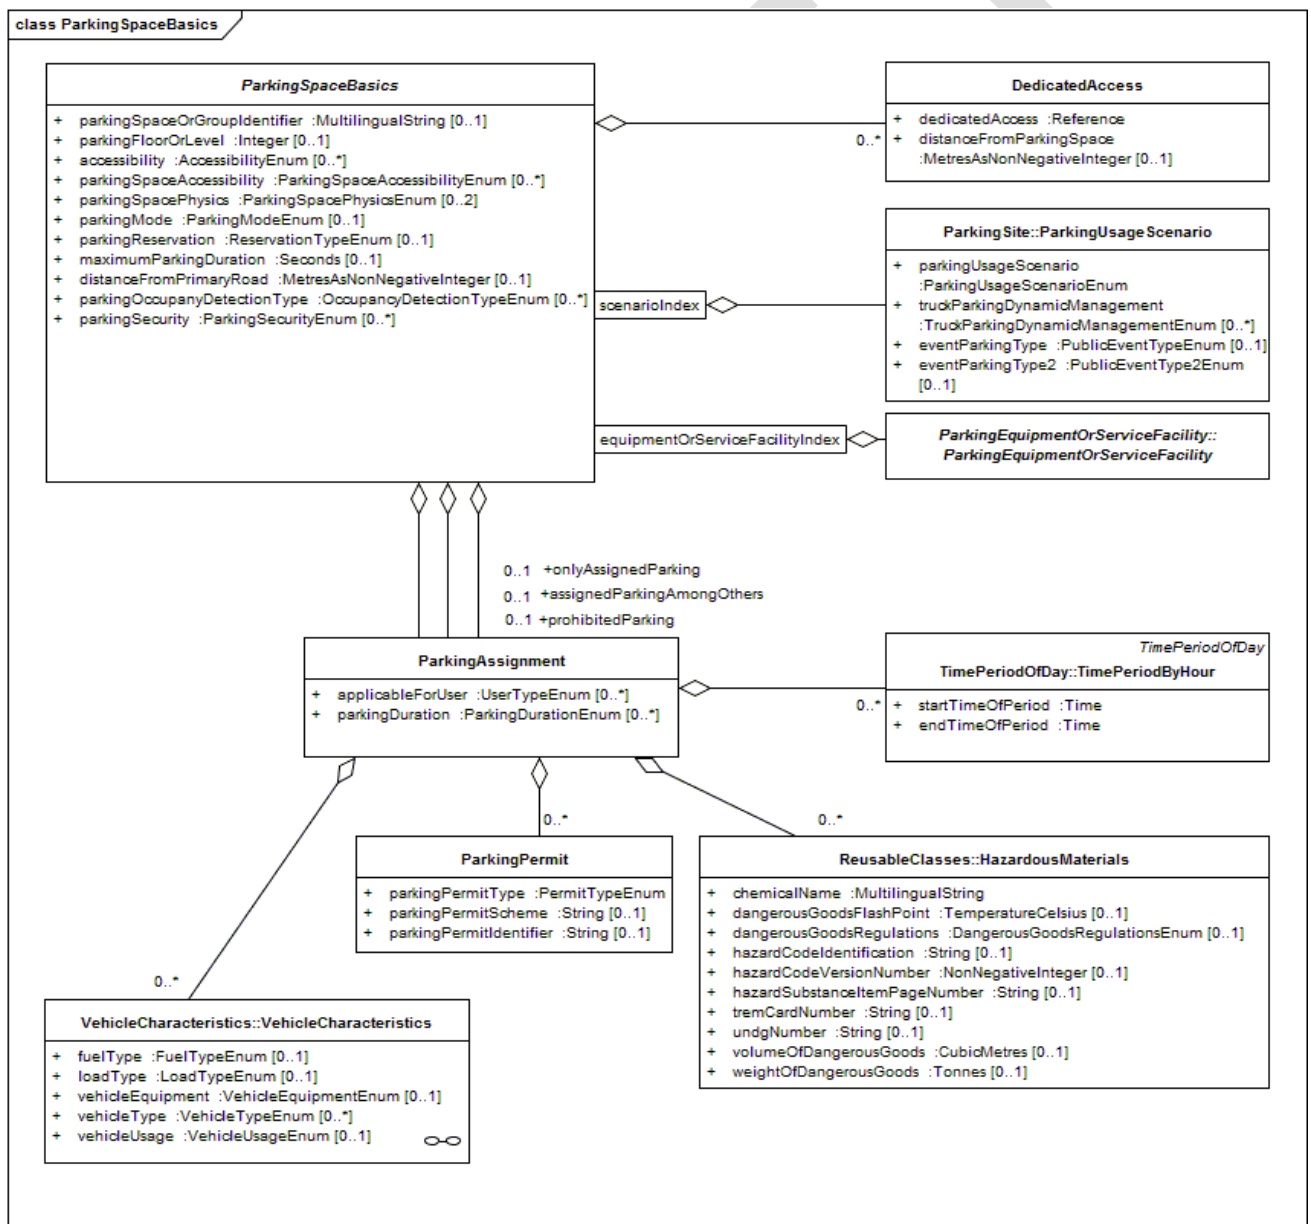 class ParkingSpaceBasics
ParkingSpaceBasics
+ parkingSpaceOrGroupIdentifier :MultilingualString [0..1]
+ parkingFloorOrLevel :Integer [0..1]
+ accessibility :AccessibilityEnum [0..*]
+ parkingSpaceAccessibility :ParkingSpaceAccessibilityEnum [0..*]
+ parkingSpacePhysics :ParkingSpacePhysicsEnum [0..2]
+ parkingMode :ParkingModeEnum [0..1]
+ parkingReservation :ReservationTypeEnum [0..1]
+ maximumParkingDuration :Seconds [0..1]
+ distanceFromPrimaryRoad :MetresAsNonNegativeInteger [0..1]
+ parkingOccupanyDetectionType :OccupancyDetectionTypeEnum [0..*]
+ parkingSecurity :ParkingSecurityEnum [0..*]
0..*
DedicatedAccess
+ dedicatedAccess :Reference
+ distanceFromParkingSpace
:MetresAsNonNegativeInteger [0..1]
scenarioIndex
ParkingSite::ParkingUsageScenario
+ parkingUsageScenario
:ParkingUsageScenarioEnum
+ truckParkingDynamicManagement
:TruckParkingDynamicManagementEnum [0..*]
+ eventParkingType :PublicEventTypeEnum [0..1]
+ eventParkingType2 :PublicEventType2Enum
[0..1]
equipmentOrServiceFacilityIndex
ParkingEquipmentOrServiceFacility::
ParkingEquipmentOrServiceFacility
0..1 +onlyAssignedParking
0..1 +assignedParkingAmongOthers
0..1 +prohibitedParking
ParkingAssignment
+ applicableForUser :UserTypeEnum [0..*]
+ parkingDuration :ParkingDurationEnum [0..*]
0..*
TimePeriodOfDay
TimePeriodOfDay::TimePeriodByHour
+ startTimeOfPeriod :Time
+ endTimeOfPeriod :Time
0..*
ParkingPermit
+ parkingPermitType :PermitTypeEnum
+ parkingPermitScheme :String [0..1]
+ parkingPermitIdentifier :String [0..1]
0..*
ReusableClasses::HazardousMaterials
+ chemicalName :MultilingualString
+ dangerousGoodsFlashPoint :TemperatureCelsius [0..1]
+ dangerousGoodsRegulations :DangerousGoodsRegulationsEnum [0..1]
+ hazardCodeIdentification :String [0..1]
+ hazardCodeVersionNumber :NonNegativeInteger [0..1]
+ hazardSubstanceItemPageNumber :String [0..1]
+ tremCardNumber :String [0..1]
+ undgNumber :String [0..1]
+ volumeOfDangerousGoods :CubicMetres [0..1]
+ weightOfDangerousGoods :Tonnes [0..1]
0..*
VehicleCharacteristics::VehicleCharacteristics
+ fuelType :FuelTypeEnum [0..1]
+ loadType :LoadTypeEnum [0..1]
+ vehicleEquipment :VehicleEquipmentEnum [0..1]
+ vehicleType :VehicleTypeEnum [0..*]
+ vehicleUsage :VehicleUsageEnum [0..1]